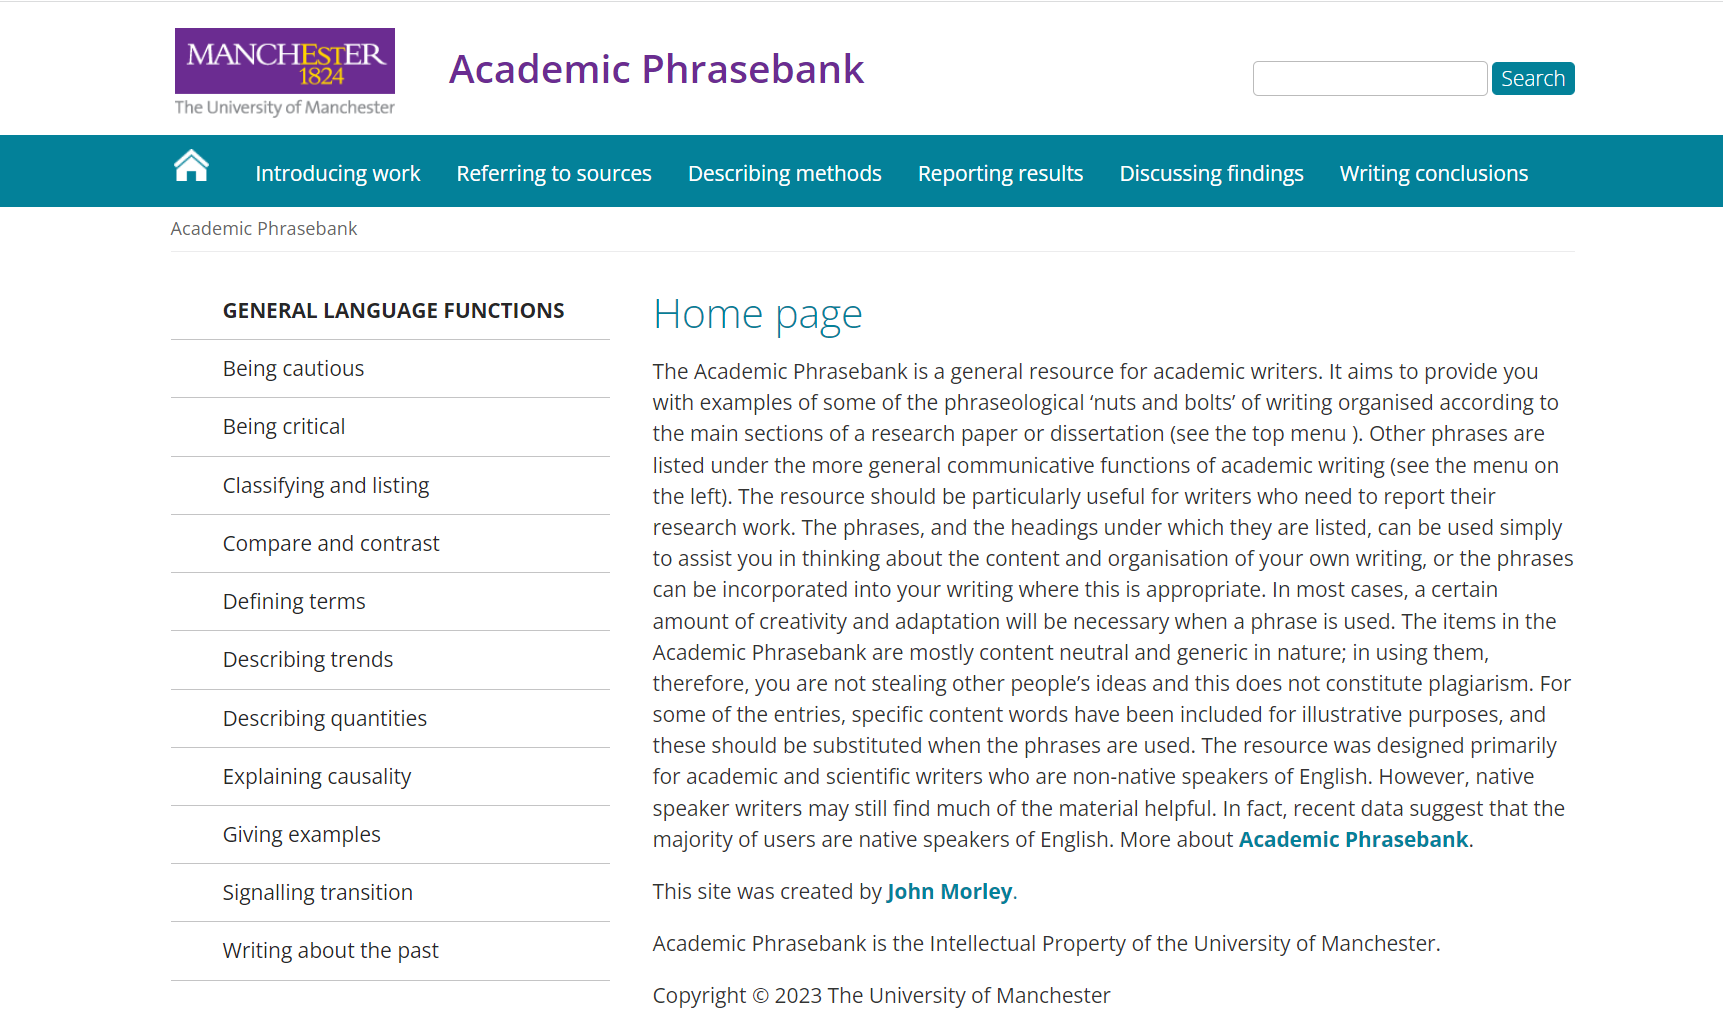 MANCHESTER
1824
The University of Manchester
Academic Phrasebank
Search
Introducing work
Referring to sources
Describing methods
Reporting results
Discussing findings
Writing conclusions
Academic Phrasebank
GENERAL LANGUAGE FUNCTIONS
Being cautious
Being critical
Classifying and listing
Compare and contrast
Defining terms
Describing trends
Describing quantities
Explaining causality
Giving examples
Signalling transition
Writing about the past
Home page
The Academic Phrasebank is a general resource for academic writers. It aims to provide you
with examples of some of the phraseological ‘nuts and bolts’ of writing organised according to
the main sections of a research paper or dissertation (see the top menu ). Other phrases are
listed under the more general communicative functions of academic writing (see the menu on
the left). The resource should be particularly useful for writers who need to report their
research work. The phrases, and the headings under which they are listed, can be used simply
to assist you in thinking about the content and organisation of your own writing, or the phrases
can be incorporated into your writing where this is appropriate. In most cases, a certain
amount of creativity and adaptation will be necessary when a phrase is used. The items in the
Academic Phrasebank are mostly content neutral and generic in nature; in using them,
therefore, you are not stealing other people’s ideas and this does not constitute plagiarism. For
some of the entries, specific content words have been included for illustrative purposes, and
these should be substituted when the phrases are used. The resource was designed primarily
for academic and scientific writers who are non-native speakers of English. However, native
speaker writers may still find much of the material helpful. In fact, recent data suggest that the
majority of users are native speakers of English. More about Academic Phrasebank.
This site was created by John Morley.
Academic Phrasebank is the Intellectual Property of the University of Manchester.
Copyright © 2023 The University of Manchester